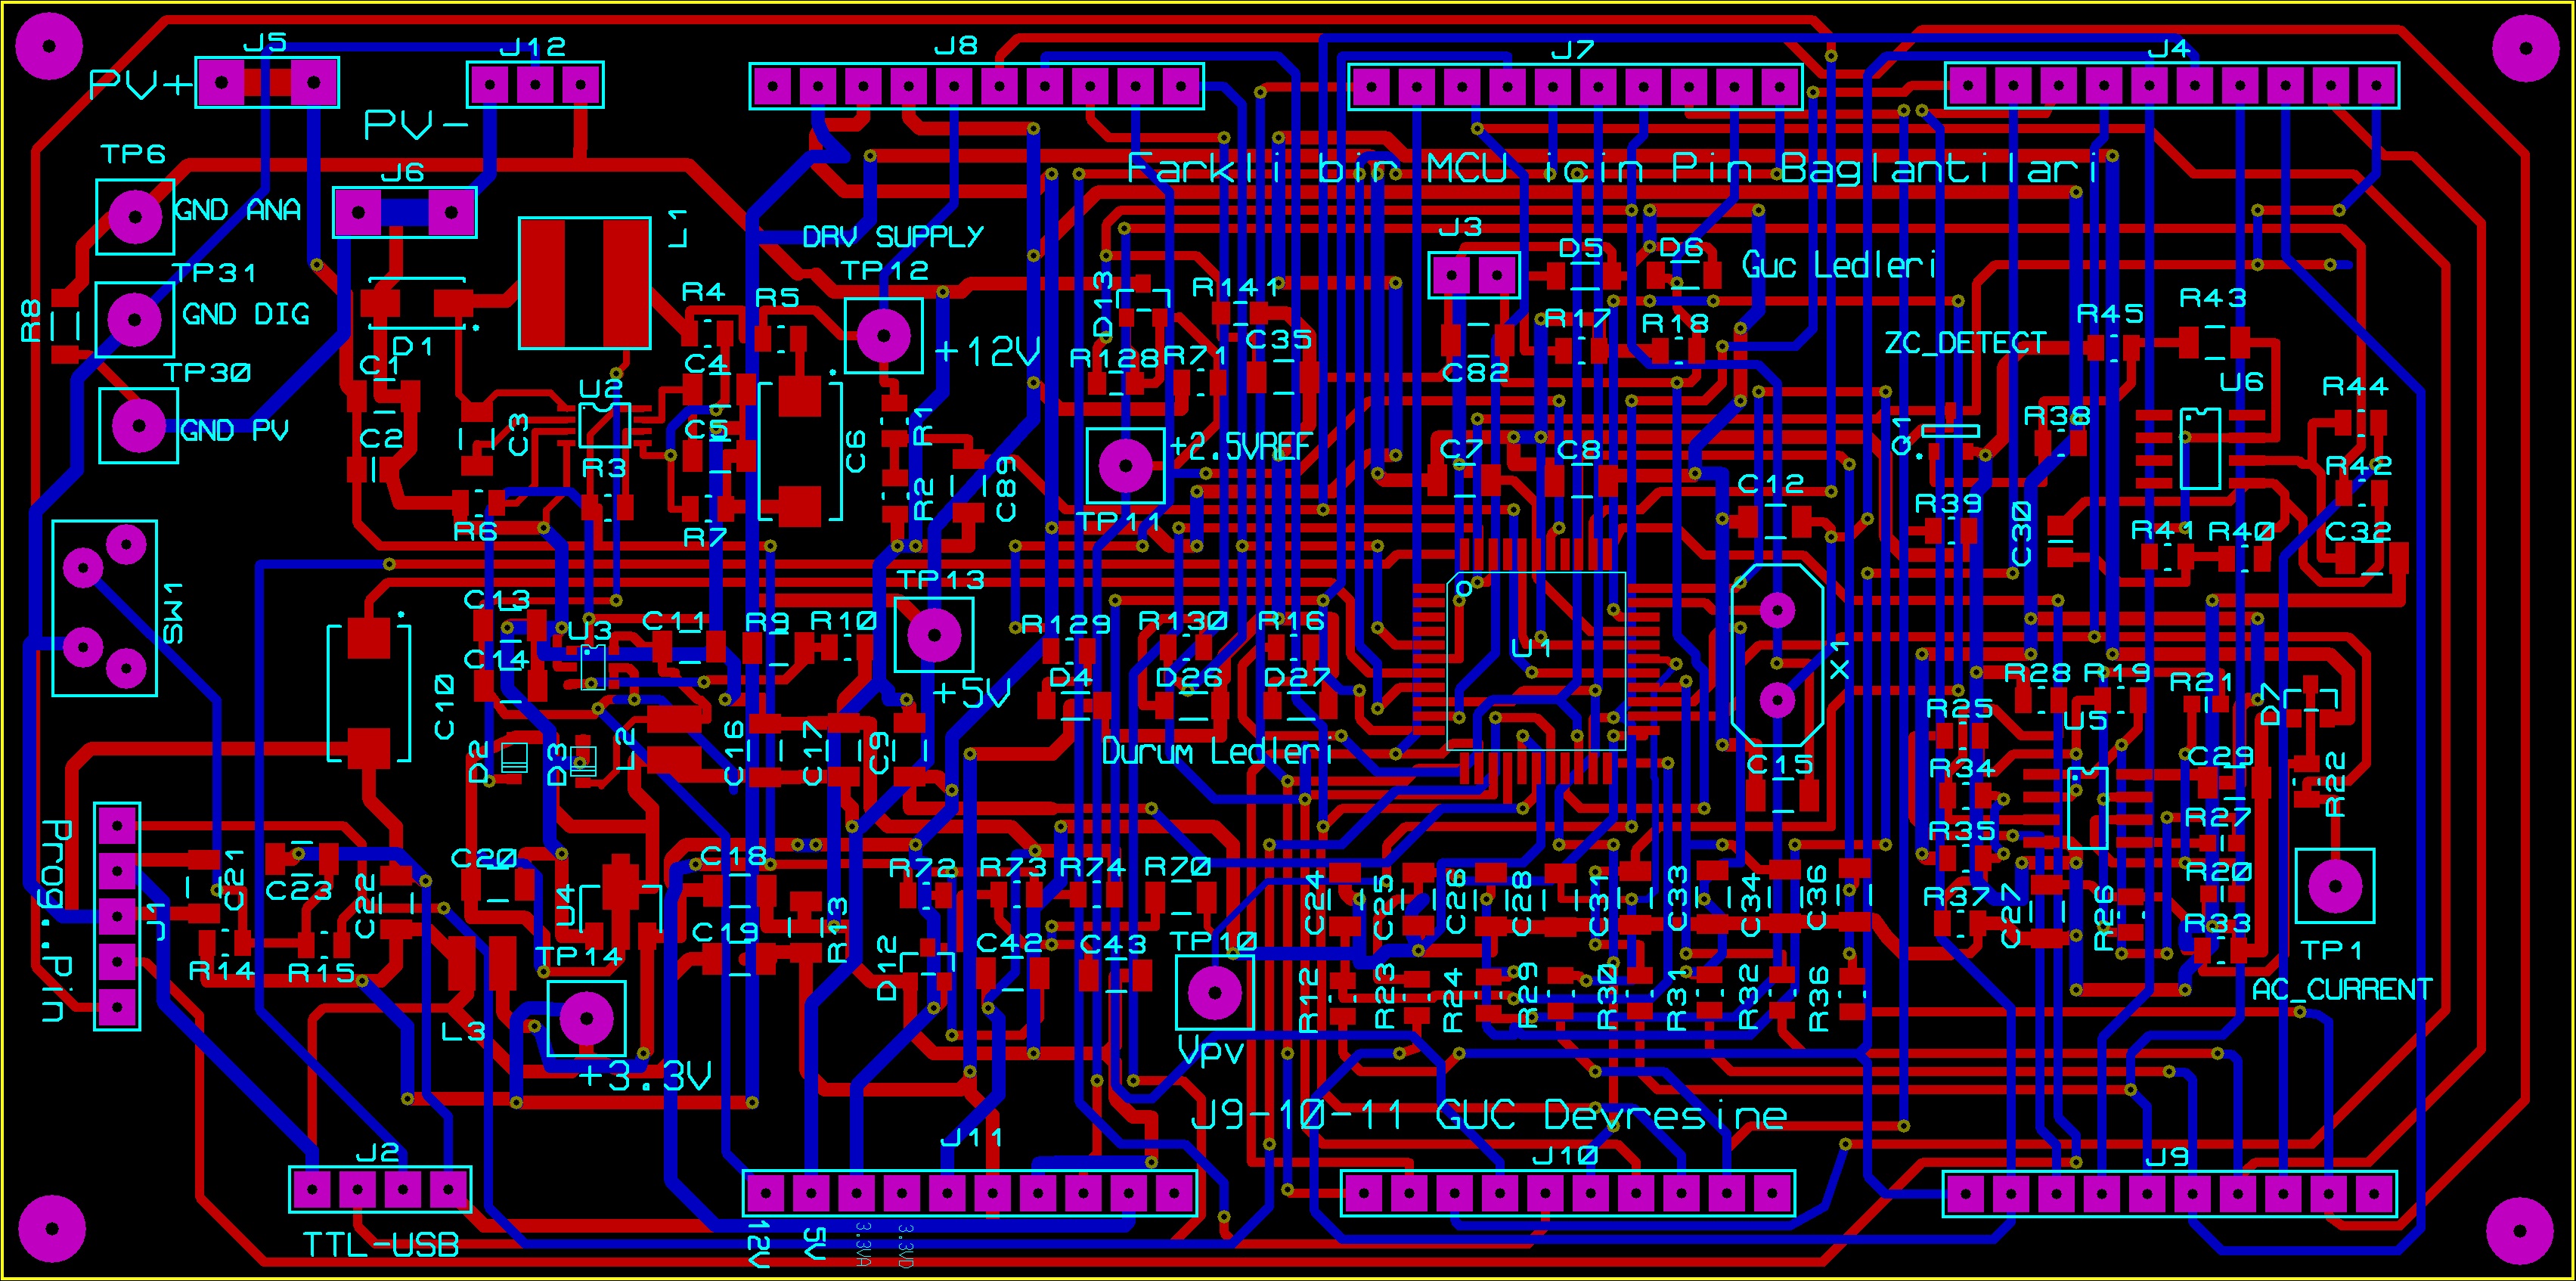 J5
J12
J8
J7
J4
PV+
PV-
TP6
J6
Farkli bir MCU icin Pin Baglantilari
GND ANA
L1
DRV SUPPLY
J3
D5
D6
Guc Ledleri
TP31
TP12
GND DIG
R8
R4
R5
D13
R141
R17
R18
R45
R43
D1
+12V
C35
ZC_DETECT
C1
TP30
C4
R128
R71
C82
U6
R44
U2
GND PV
C2
C3
C5
C6
R1
+2.5VREF
Q1
R38
R3
R2
C89
C7
C8
C12
R42
R6
R7
TP11
R39
C30
R41
R40
C32
SW1
TP13
C13
U3
C11
R9
R10
R129
R130
R16
U1
X1
C14
C10
+5V
D4
D26
D27
R28
R19
R21
D7
R25
U5
D2
D3
L2
C16
C17
C9
Durum Ledleri
C15
R34
C29
R22
Prog. Pin
J1
R35
R27
C21
C23
C22
C20
U4
C18
R72
R73
R74
R70
R20
C24
C25
C26
C28
C31
C33
C34
C36
R37
C27
R26
R33
R14
R15
TP14
C19
R13
D12
C42
C43
TP10
TP1
AC_CURRENT
R12
R23
R24
R29
R30
R31
R32
R36
L3
+3.3V
Vpv
J9-10-11 GUC Devresine
J2
J11
J10
J9
TTL-USB
12V
5V
3.3VA
3.3VD